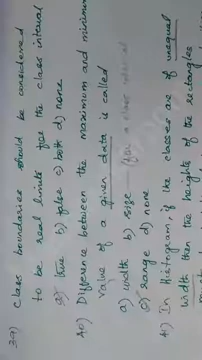 39) class boundaries should be considered
to be real limits for the class interval
a) true b) false c) both d) none
40) Difference between the maximum and minimum
value of a given data is called
a) width b) size
c) range d) none
41) In Histogram, if the classes are of unequal
width then the heights of the rectangles